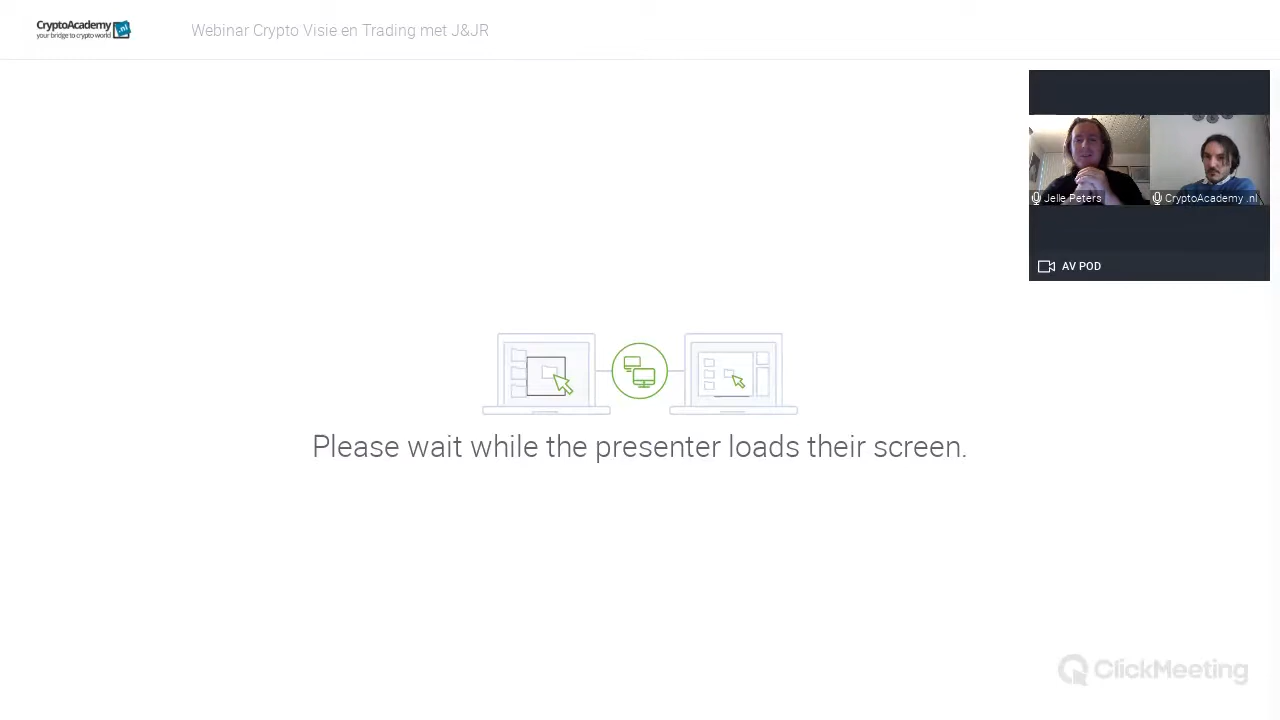 CryptoAcademy.nl
your bridge to crypto world
Webinar Crypto Visie en Trading met J&JR
Jelle Peters
CryptoAcademy .nl
AV POD
Please wait while the presenter loads their screen.
ClickMeeting